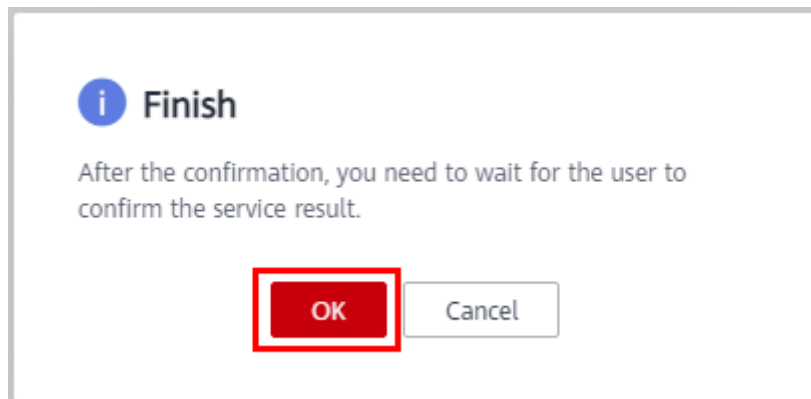 i Finish
After the confirmation, you need to wait for the user to
confirm the service result.
OK Cancel